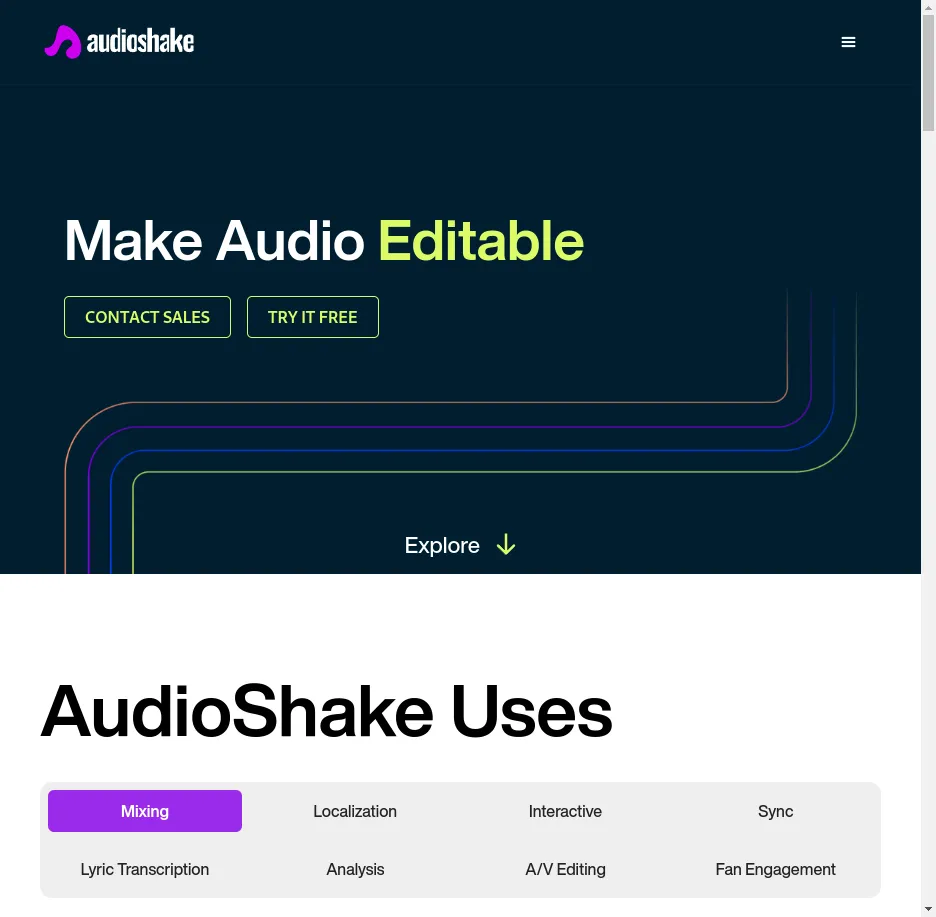 audioshake
Make Audio Editable
CONTACT SALES
TRY IT FREE
Explore
AudioShake Uses
Mixing
Localization
Interactive
Sync
Lyric Transcription
Analysis
A/V Editing
Fan Engagement